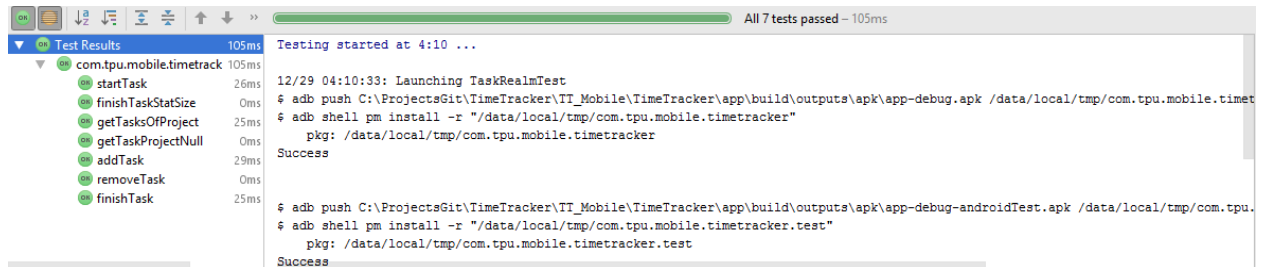 All 7 tests passed – 105ms
Test Results 105ms
com.tpu.mobile.timetrack 105ms
startTask 26ms
finishTaskStatSize 0ms
getTasksOfProject 25ms
getTaskProjectNull 0ms
addTask 29ms
removeTask 0ms
finishTask 25ms
Testing started at 4:10 ...
12/29 04:10:33: Launching TaskRealmTest
$ adb push C:\ProjectsGit\TimeTracker\TT_Mobile\TimeTracker\app\build\outputs\apk\app-debug.apk /data/local/tmp/com.tpu.mobile.timet
$ adb shell pm install -r "/data/local/tmp/com.tpu.mobile.timetracker"
pkg: /data/local/tmp/com.tpu.mobile.timetracker
Success
$ adb push C:\ProjectsGit\TimeTracker\TT_Mobile\TimeTracker\app\build\outputs\apk\app-debug-androidTest.apk /data/local/tmp/com.tpu.
$ adb shell pm install -r "/data/local/tmp/com.tpu.mobile.timetracker.test"
pkg: /data/local/tmp/com.tpu.mobile.timetracker.test
Success